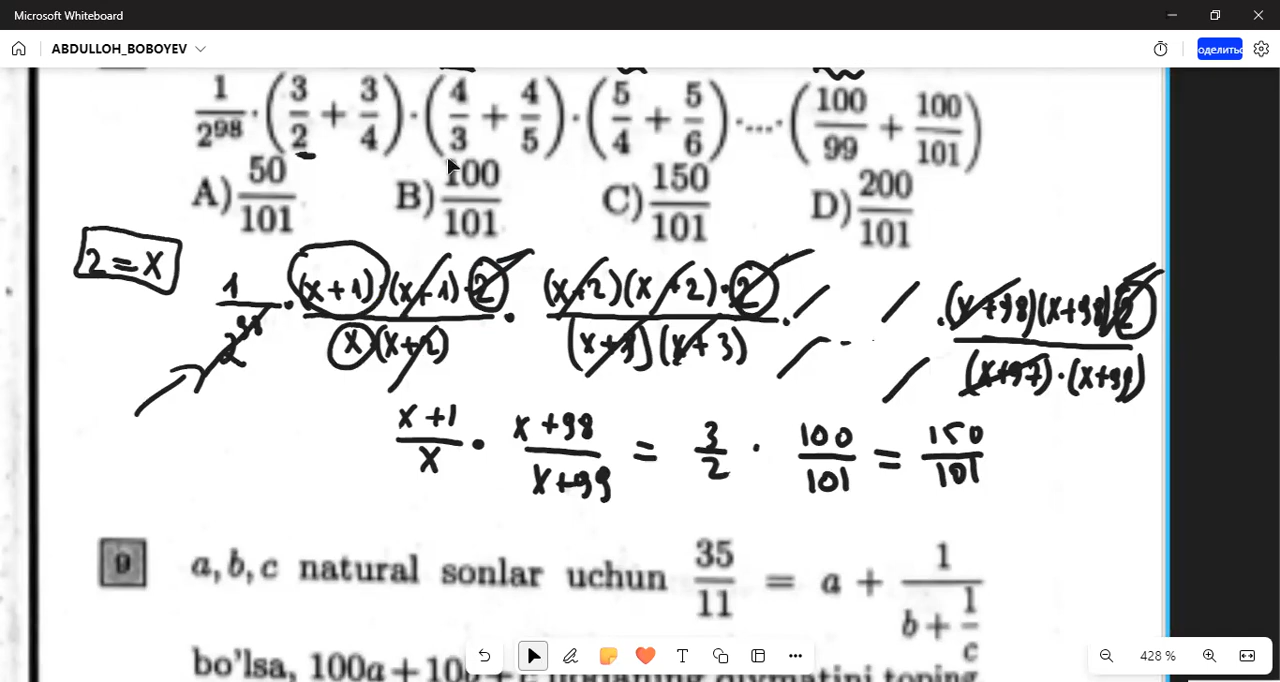 Microsoft Whiteboard
ABDULLOH_BOBOYEV
оделитьс
1/2^98 · (3/2 + 3/4) · (4/3 + 4/5) · (5/4 + 5/6) · .... · (100/99 + 100/101)
A) 50/101 B) 100/101 C) 150/101 D) 200/101
2 = x
1/2^98 · (x+1)·(x+1)·2/x(x+2) · (x+2)(x+2)·2/(x+1)(x+3) · - . . ·(x+98)(x+98)2/(x+97)·(x+99)
x+1/x · x+98/x+99 = 3/2 · 100/101 = 150/101
9 a, b, c natural sonlar uchun 35/11 = a + 1/(b + 1/c)
bo'lsa, 100a + 10b + c
428 %